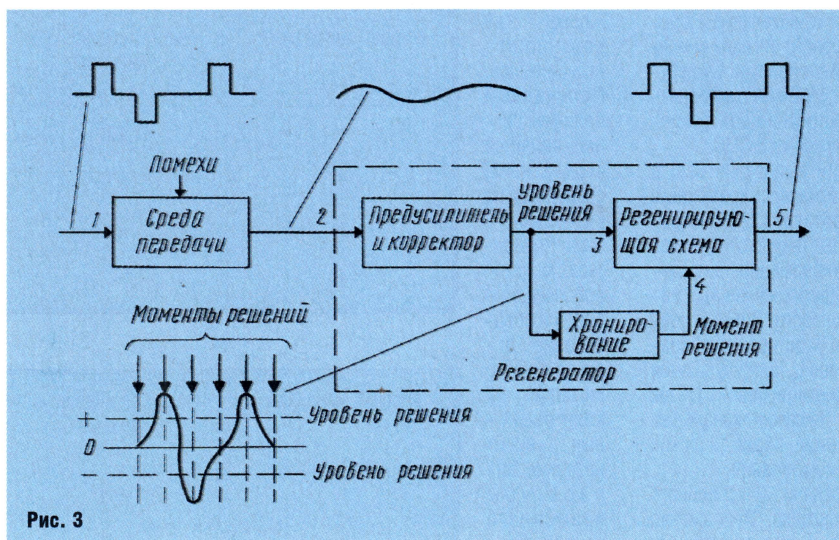 Помехи
1
Среда
передачи
2
Предусилитель
и корректор
Уровень
решения
3
Регенерирую-
щая схема
5
4
Хрониро-
вание
Момент
решения
Регенератор
Моменты решений
+
Уровень решения
0
-
Уровень решения
Рис. 3